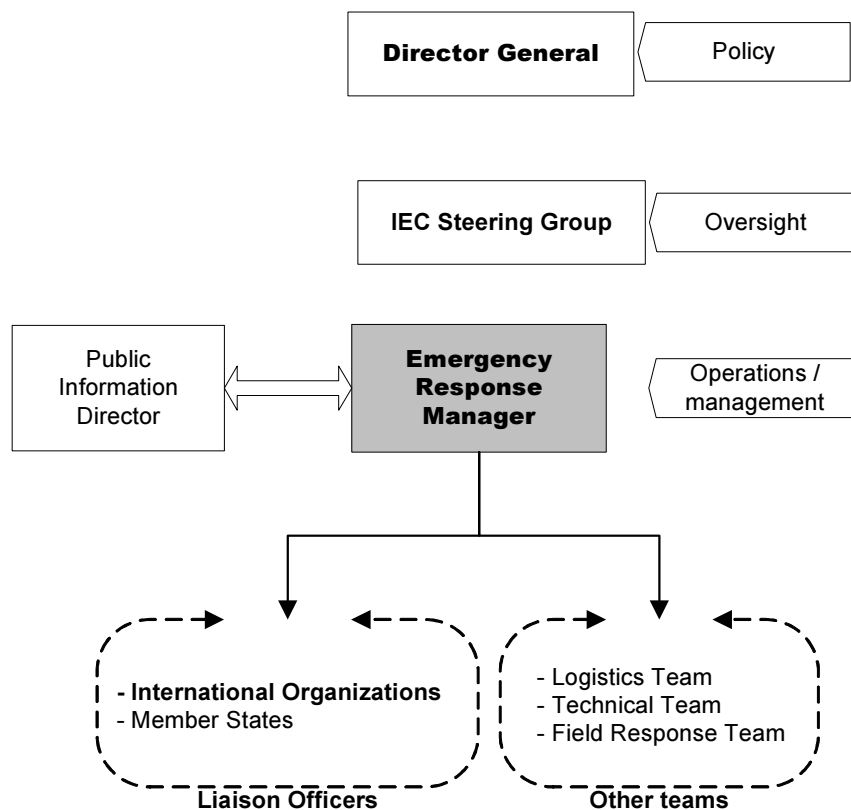 Director General
Policy
IEC Steering Group
Oversight
Public
Information
Director
Emergency
Response
Manager
Operations /
management
- International Organizations
- Member States
- Logistics Team
- Technical Team
- Field Response Team
Liaison Officers
Other teams